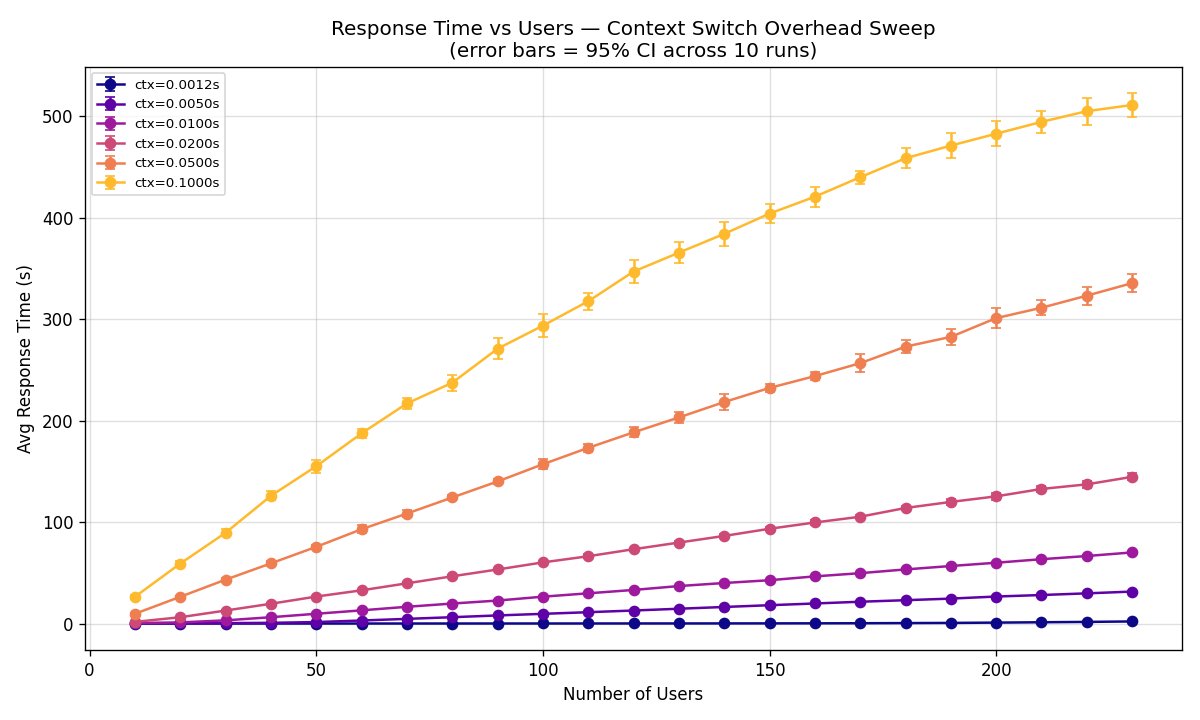 Response Time vs Users — Context Switch Overhead Sweep
(error bars = 95% CI across 10 runs)
ctx=0.0012s
ctx=0.0050s
ctx=0.0100s
ctx=0.0200s
ctx=0.0500s
ctx=0.1000s
Avg Response Time (s)
500
400
300
200
100
0
0 50 100 150 200
Number of Users